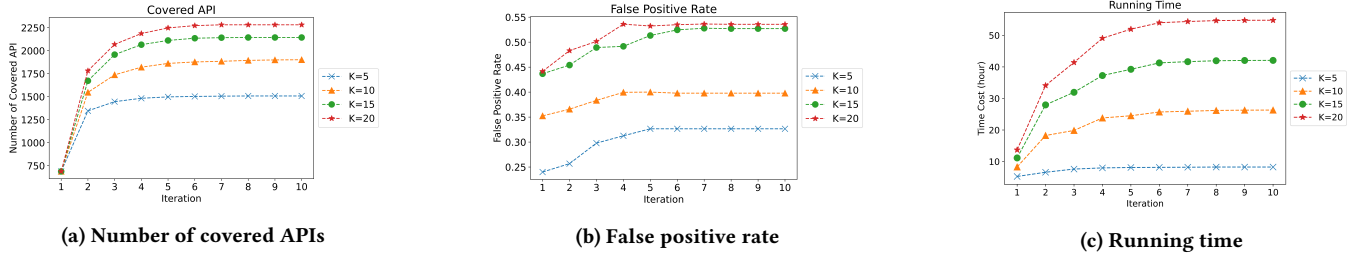 Covered API
Number of Covered API
2250
2000
1750
1500
1250
1000
750
1 2 3 4 5 6 7 8 9 10
Iteration
K=5
K=10
K=15
K=20
(a) Number of covered APIs
False Positive Rate
False Positive Rate
0.55
0.50
0.45
0.40
0.35
0.30
0.25
1 2 3 4 5 6 7 8 9 10
Iteration
K=5
K=10
K=15
K=20
(b) False positive rate
Running Time
Time Cost (hour)
50
40
30
20
10
1 2 3 4 5 6 7 8 9 10
Iteration
K=5
K=10
K=15
K=20
(c) Running time